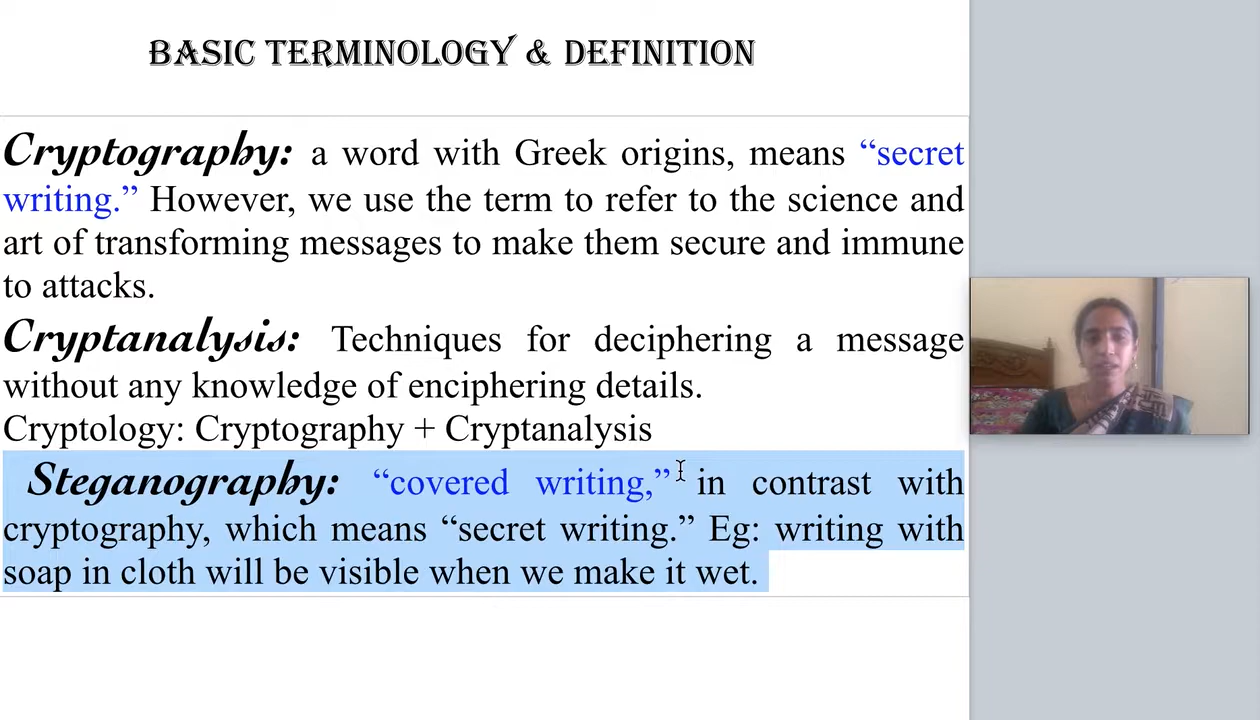 BASIC TERMINOLOGY & DEFINITION
Cryptography: a word with Greek origins, means “secret
writing.” However, we use the term to refer to the science and
art of transforming messages to make them secure and immune
to attacks.
Cryptanalysis: Techniques for deciphering a message
without any knowledge of enciphering details.
Cryptology: Cryptography + Cryptanalysis
Steganography: “covered writing,” in contrast with
cryptography, which means “secret writing.” Eg: writing with
soap in cloth will be visible when we make it wet.